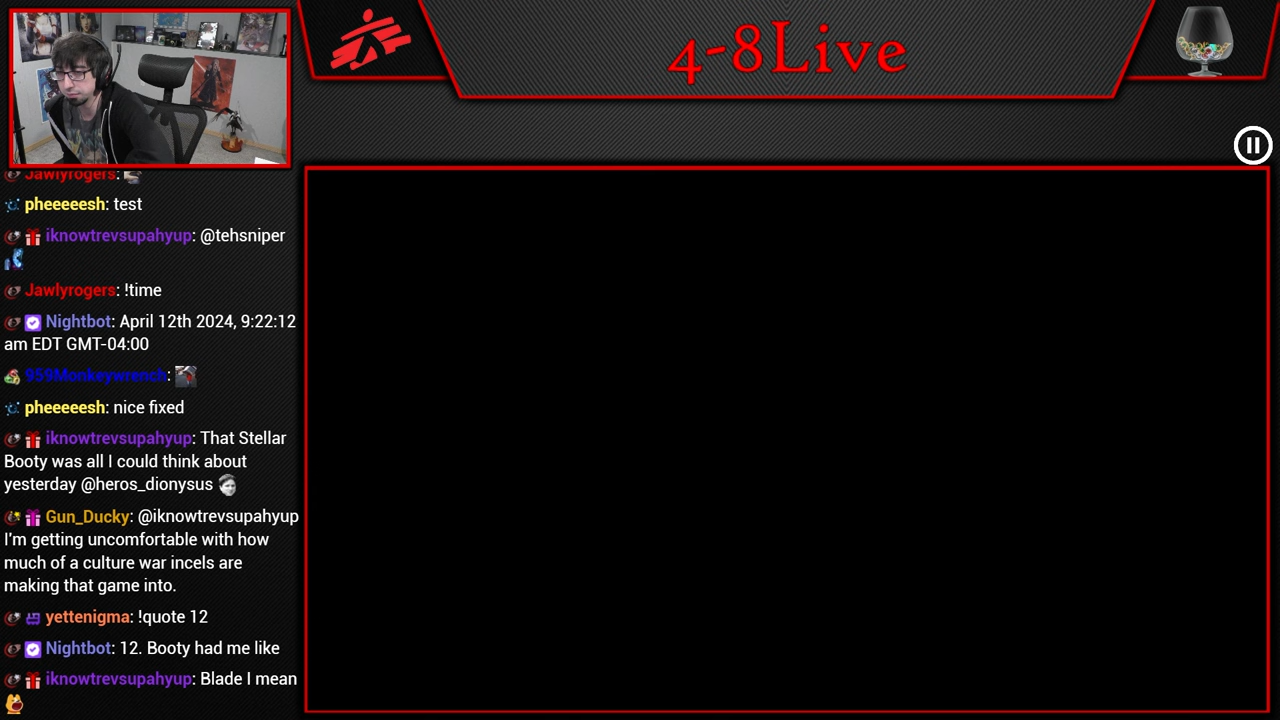 4-8Live
Jawlyrogers:
pheeeeesh: test
iknowtrevsupahyup: @tehsniper
Jawlyrogers: !time
Nightbot: April 12th 2024, 9:22:12
am EDT GMT-04:00
959Monkeywrench:
pheeeeesh: nice fixed
iknowtrevsupahyup: That Stellar
Booty was all I could think about
yesterday @heros_dionysus
Gun_Ducky: @iknowtrevsupahyup
I'm getting uncomfortable with how
much of a culture war incels are
making that game into.
yettenigma: !quote 12
Nightbot: 12. Booty had me like
iknowtrevsupahyup: Blade I mean